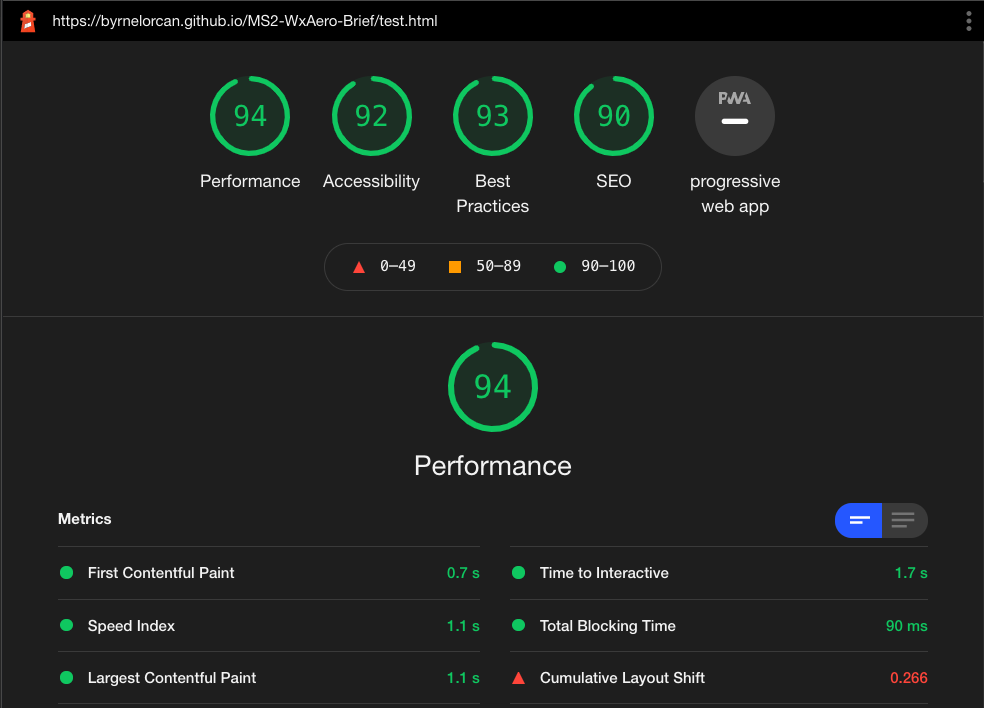 https://byrnelorcan.github.io/MS2-WxAero-Brief/test.html
94 92 93 90 PWA
Performance Accessibility Best Practices SEO progressive web app
0–49 50–89 90–100
94
Performance
Metrics
First Contentful Paint 0.7 s
Time to Interactive 1.7 s
Speed Index 1.1 s
Total Blocking Time 90 ms
Largest Contentful Paint 1.1 s
Cumulative Layout Shift 0.266